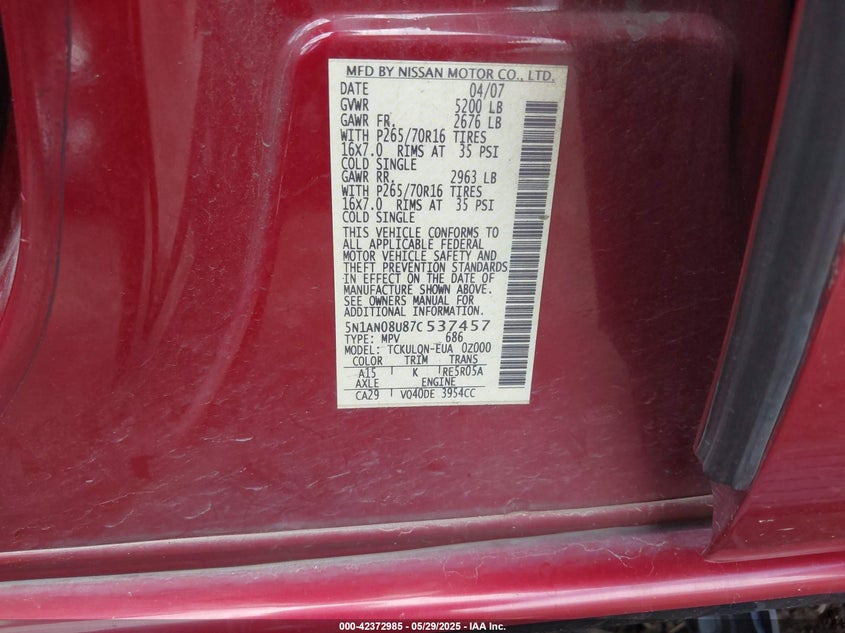 MFD BY NISSAN MOTOR CO., LTD.
DATE 04/07
GVWR 5200 LB
GAWR FR. 2676 LB
WITH P265/70R16 TIRES
16X7.0 RIMS AT 35 PSI
COLD SINGLE
GAWR RR. 2963 LB
WITH P265/70R16 TIRES
16X7.0 RIMS AT 35 PSI
COLD SINGLE
THIS VEHICLE CONFORMS TO
ALL APPLICABLE FEDERAL
MOTOR VEHICLE SAFETY AND
THEFT PREVENTION STANDARDS
IN EFFECT ON THE DATE OF
MANUFACTURE SHOWN ABOVE.
SEE OWNERS MANUAL FOR
ADDITIONAL INFORMATION.
5N1AN08U87C537457
TYPE: MPV 686
MODEL: TCKULQN-EUA 0Z000
COLOR TRIM TRANS
A15 K RE5R05A
AXLE ENGINE
CA29 VQ40DE 3954CC
000-42372985 - 05/29/2025 - IAA Inc.